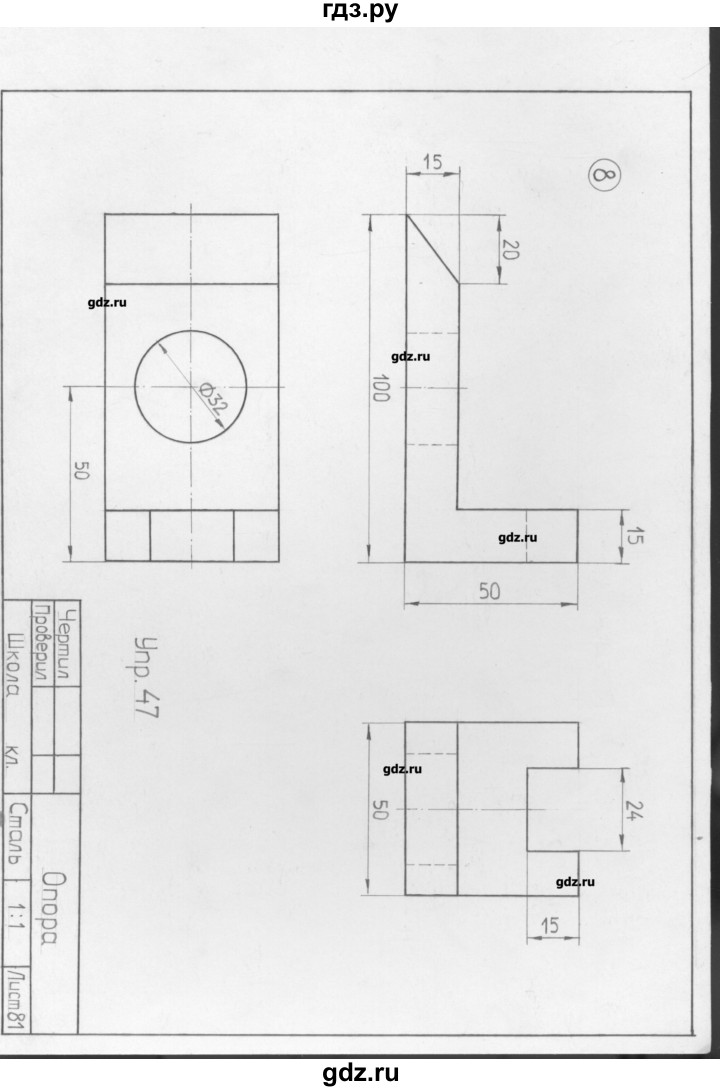 гдз.ру
8
15
20
100
15
50
gdz.ru
gdz.ru
gdz.ru
Ø32
50
24
50
15
gdz.ru
gdz.ru
Упр. 47
Чертил
Проверил
Школа кл.
Опора
Сталь 1:1 Лист 81
gdz.ru